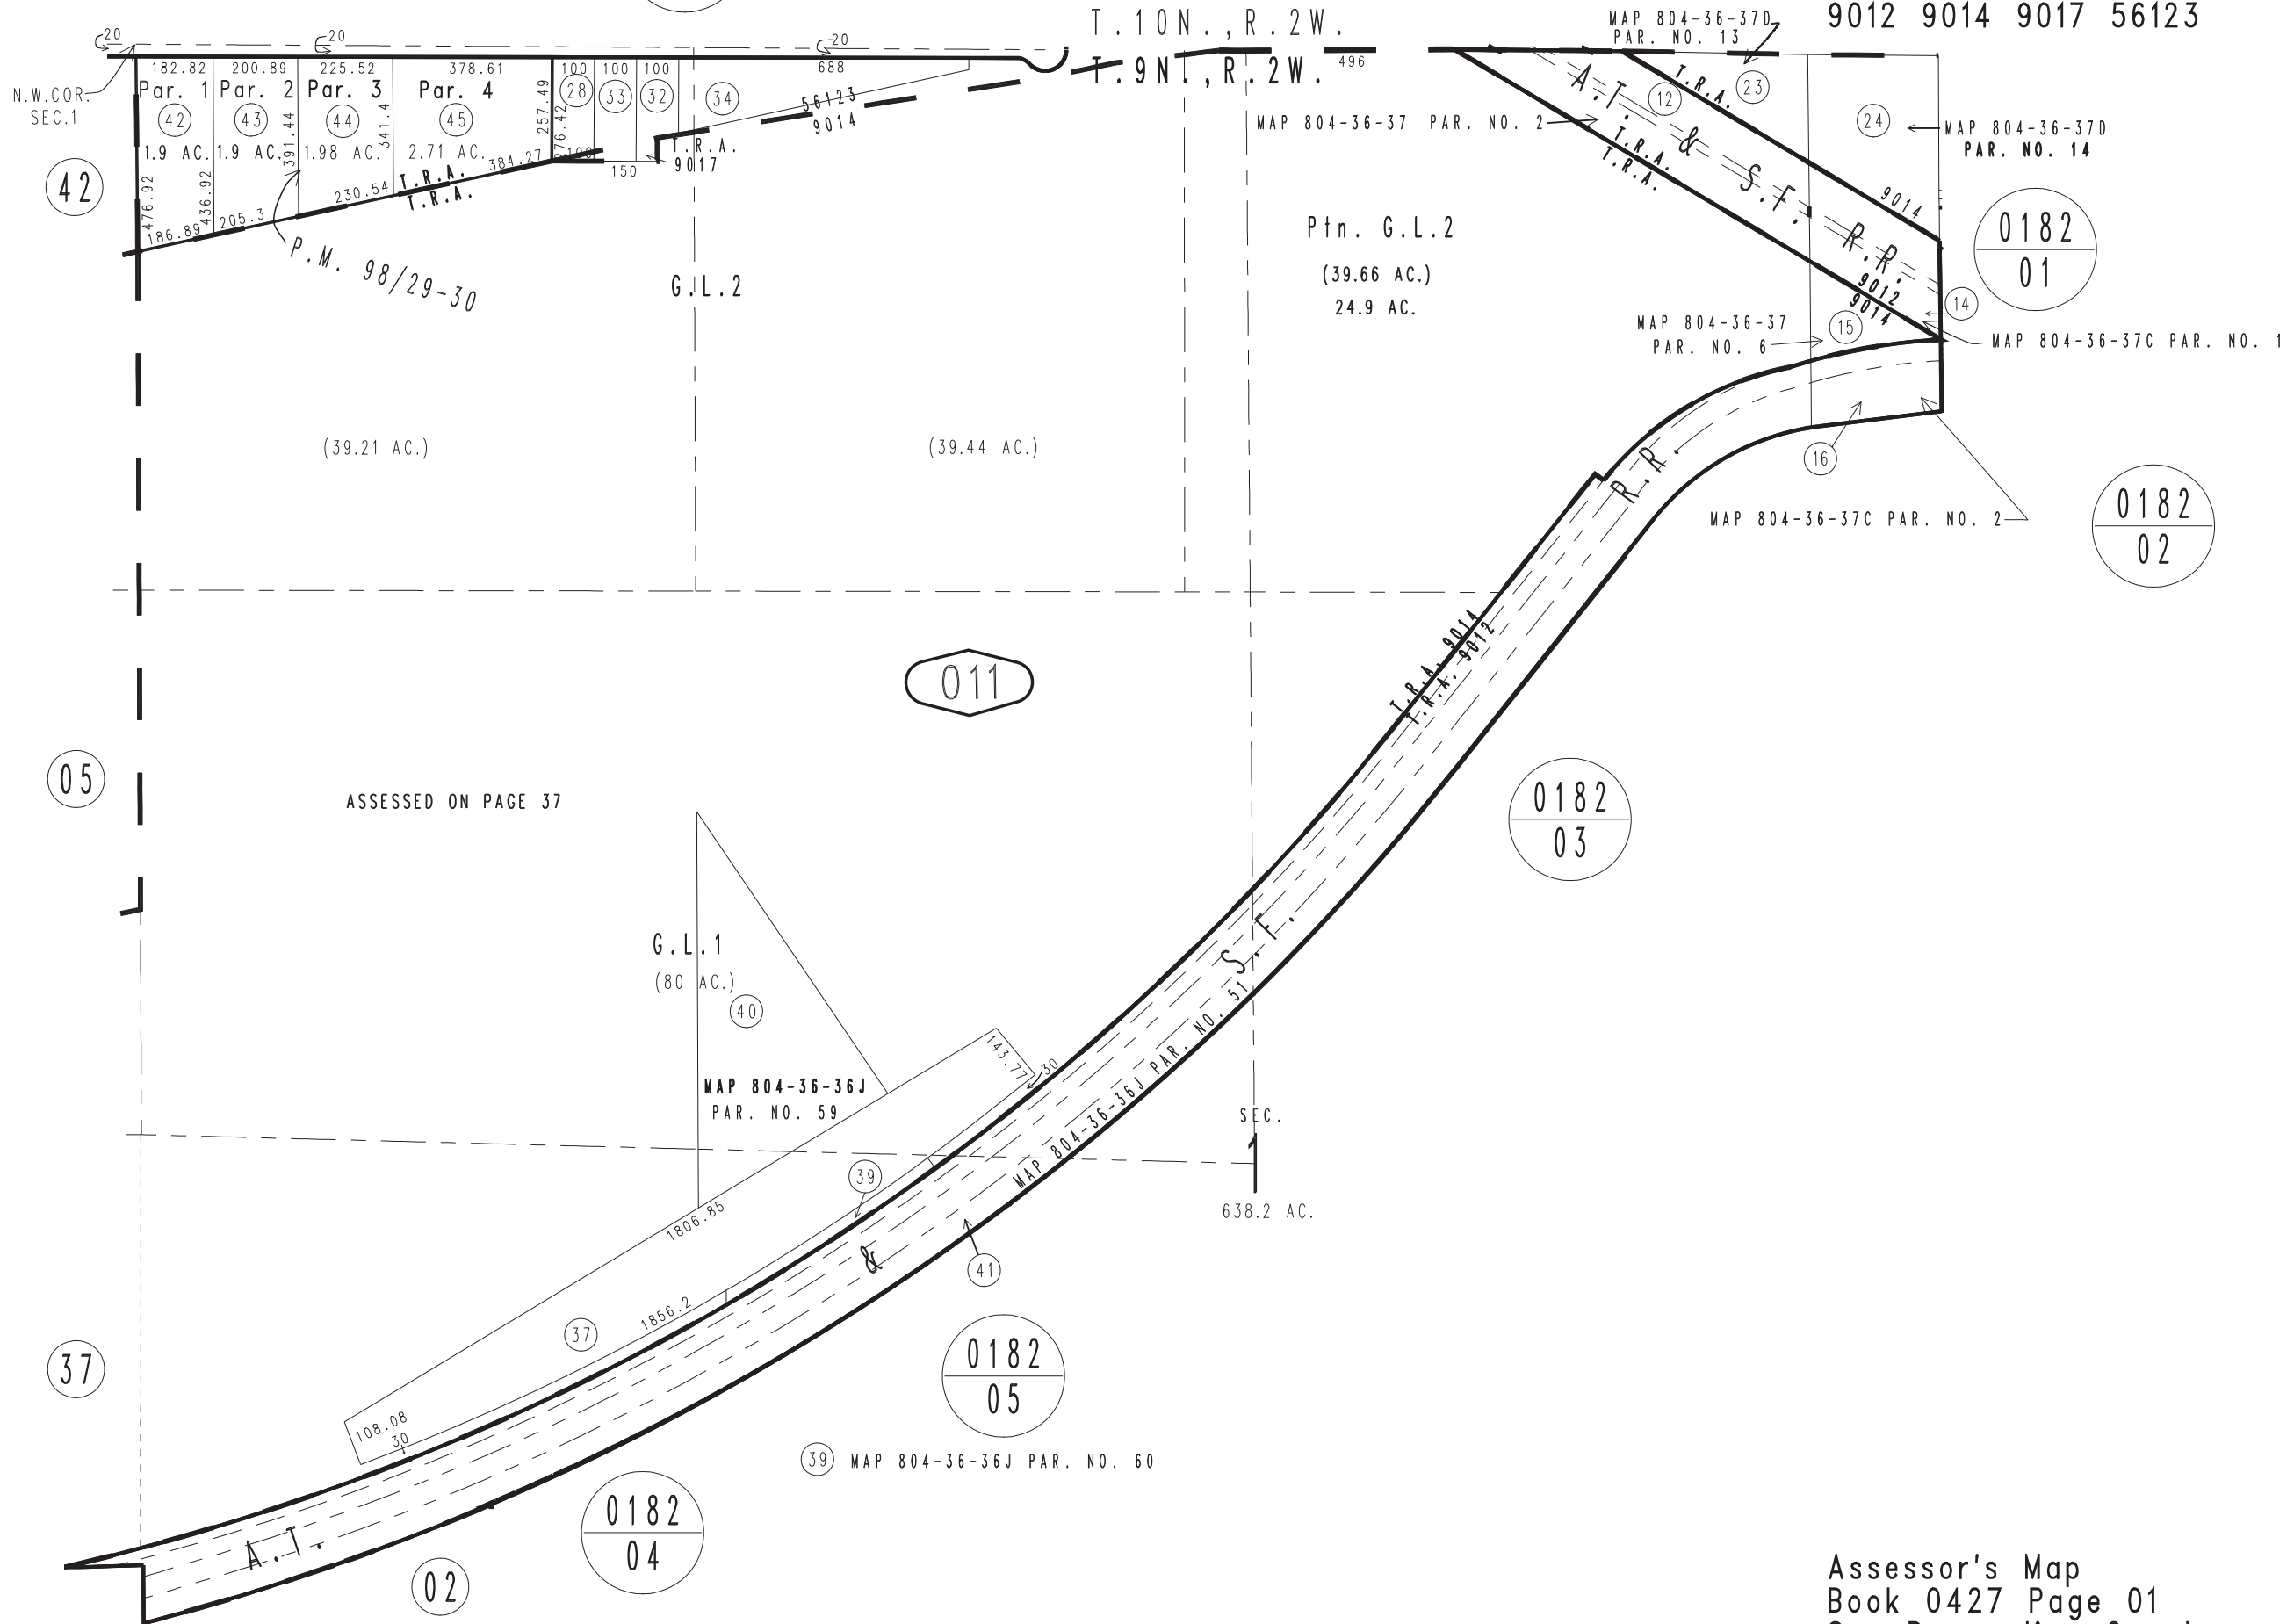 T.10N.,R.2W.
T.9N.,R.2W.
9012 9014 9017 56123
MAP 804-36-37D
PAR. NO. 13
20
20
20
N.W.COR.
SEC.1
182.82
200.89
225.52
378.61
100
100
100
688
496
Par. 1
Par. 2
Par. 3
Par. 4
42
43
44
45
28
33
32
34
1.9 AC.
1.9 AC.
1.98 AC.
2.71 AC.
476.92
436.92
391.44
341.4
257.49
100
150
186.89
205.3
230.54
384.27
T.R.A.
T.R.A.
T.R.A.
9017
56123
9014
P.M. 98/29-30
42
G.L.2
Ptn. G.L.2
(39.66 AC.)
24.9 AC.
MAP 804-36-37 PAR. NO. 2
A.T. & S.F. R.R.
12
T.R.A.
23
24
MAP 804-36-37D
PAR. NO. 14
T.R.A.
T.R.A.
9014
9012
9014
0182
01
14
15
MAP 804-36-37
PAR. NO. 6
MAP 804-36-37C PAR. NO. 1
16
MAP 804-36-37C PAR. NO. 2
0182
02
(39.21 AC.)
(39.44 AC.)
R.R.
T.R.A. 9014
T.R.A. 9012
011
05
ASSESSED ON PAGE 37
0182
03
G.L.1
(80 AC.)
40
S.F.
MAP 804-36-36J
PAR. NO. 59
143.77
30
MAP 804-36-36J PAR. NO. 51
SEC.
1
638.2 AC.
39
1806.85
&
41
1856.2
37
37
108.08
30
0182
05
39 MAP 804-36-36J PAR. NO. 60
0182
04
A.T.
02
Assessor's Map
Book 0427 Page 01